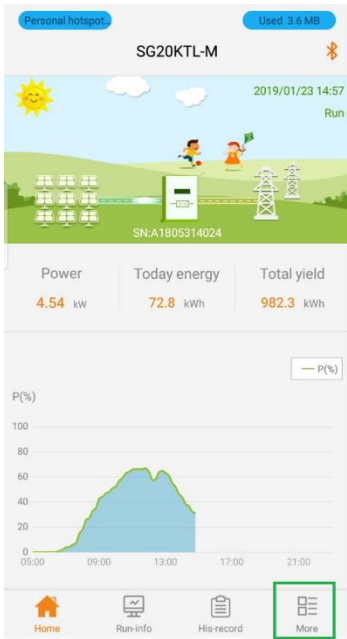 Personal hotspot..
Used 3.6 MB
SG20KTL-M
2019/01/23 14:57
Run
SN:A1805314024
Power
Today energy
Total yield
4.54 kW
72.8 kWh
982.3 kWh
P(%)
P(%)
100
80
60
40
20
0
05:00 09:00 13:00 17:00 21:00
Home
Run-info
His-record
More